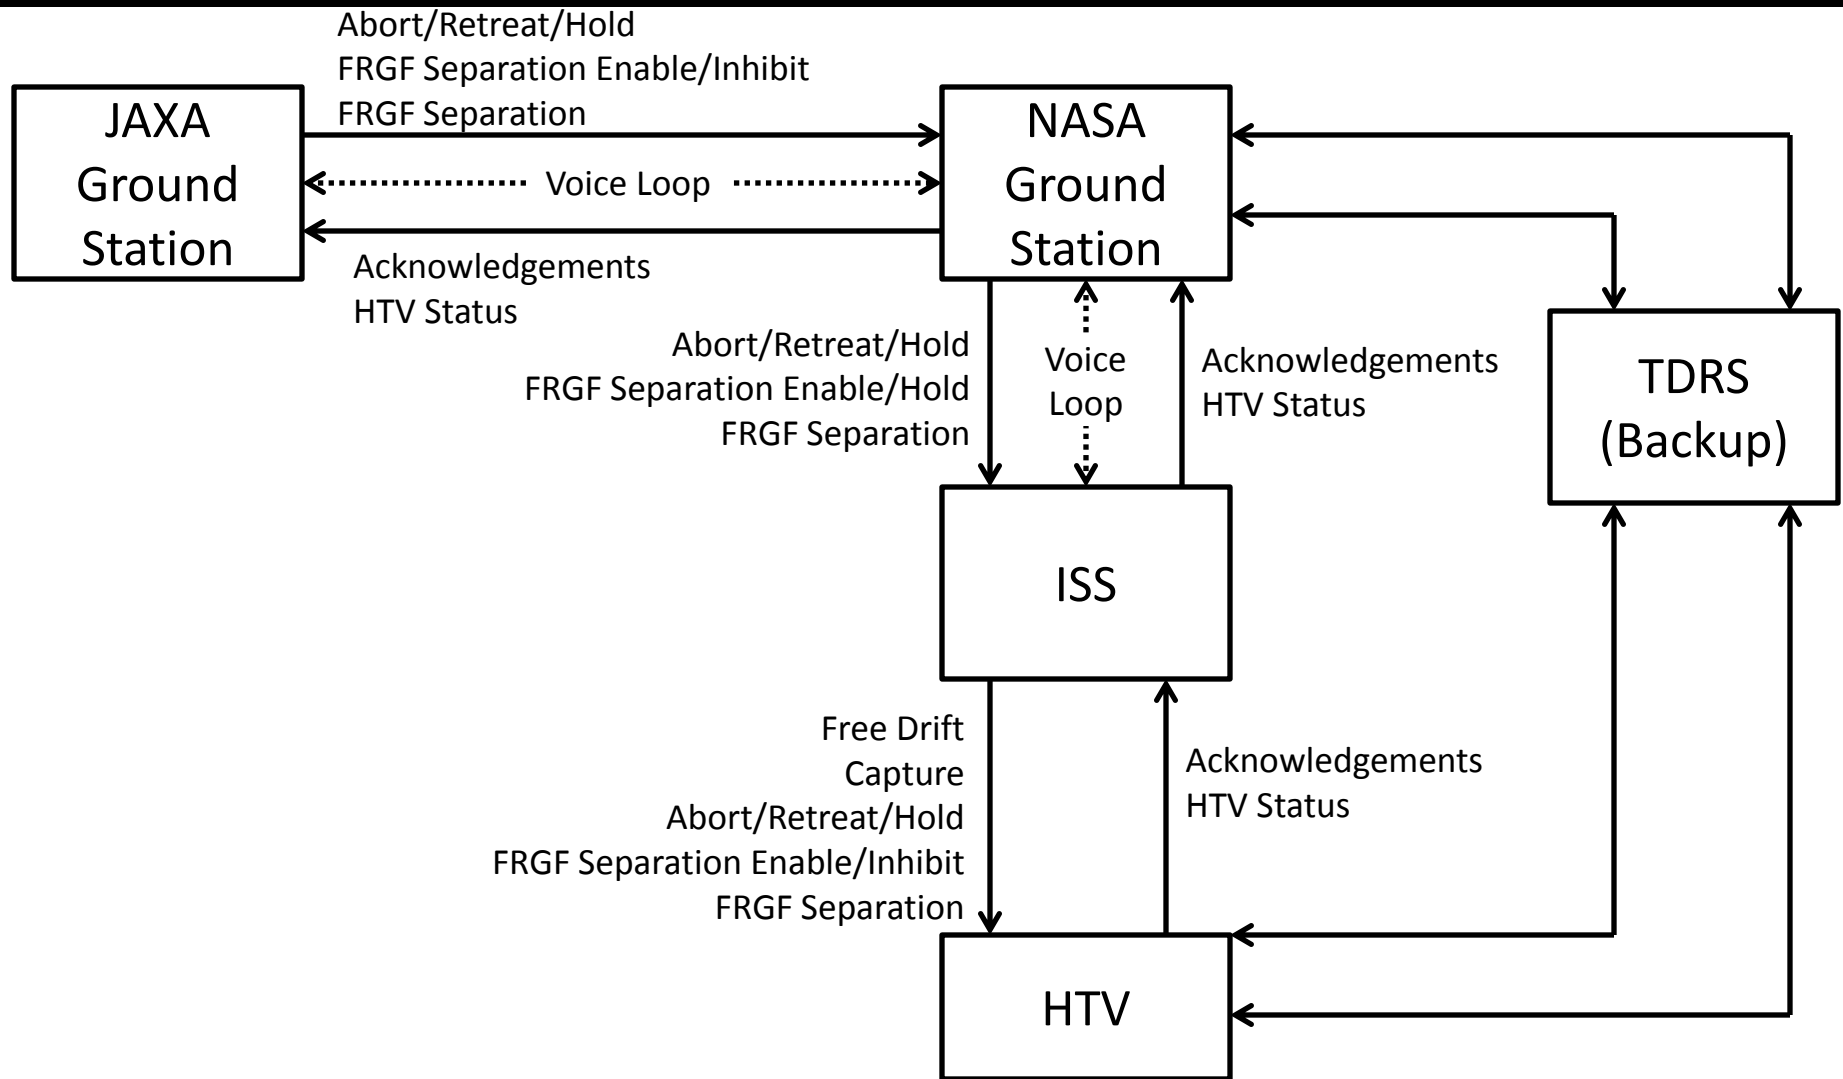 Abort/Retreat/Hold
FRGF Separation Enable/Inhibit
FRGF Separation
JAXA
Ground
Station
Voice Loop
NASA
Ground
Station
Acknowledgements
HTV Status
Abort/Retreat/Hold
FRGF Separation Enable/Hold
FRGF Separation
Voice
Loop
Acknowledgements
HTV Status
TDRS
(Backup)
ISS
Free Drift
Capture
Abort/Retreat/Hold
FRGF Separation Enable/Inhibit
FRGF Separation
Acknowledgements
HTV Status
HTV